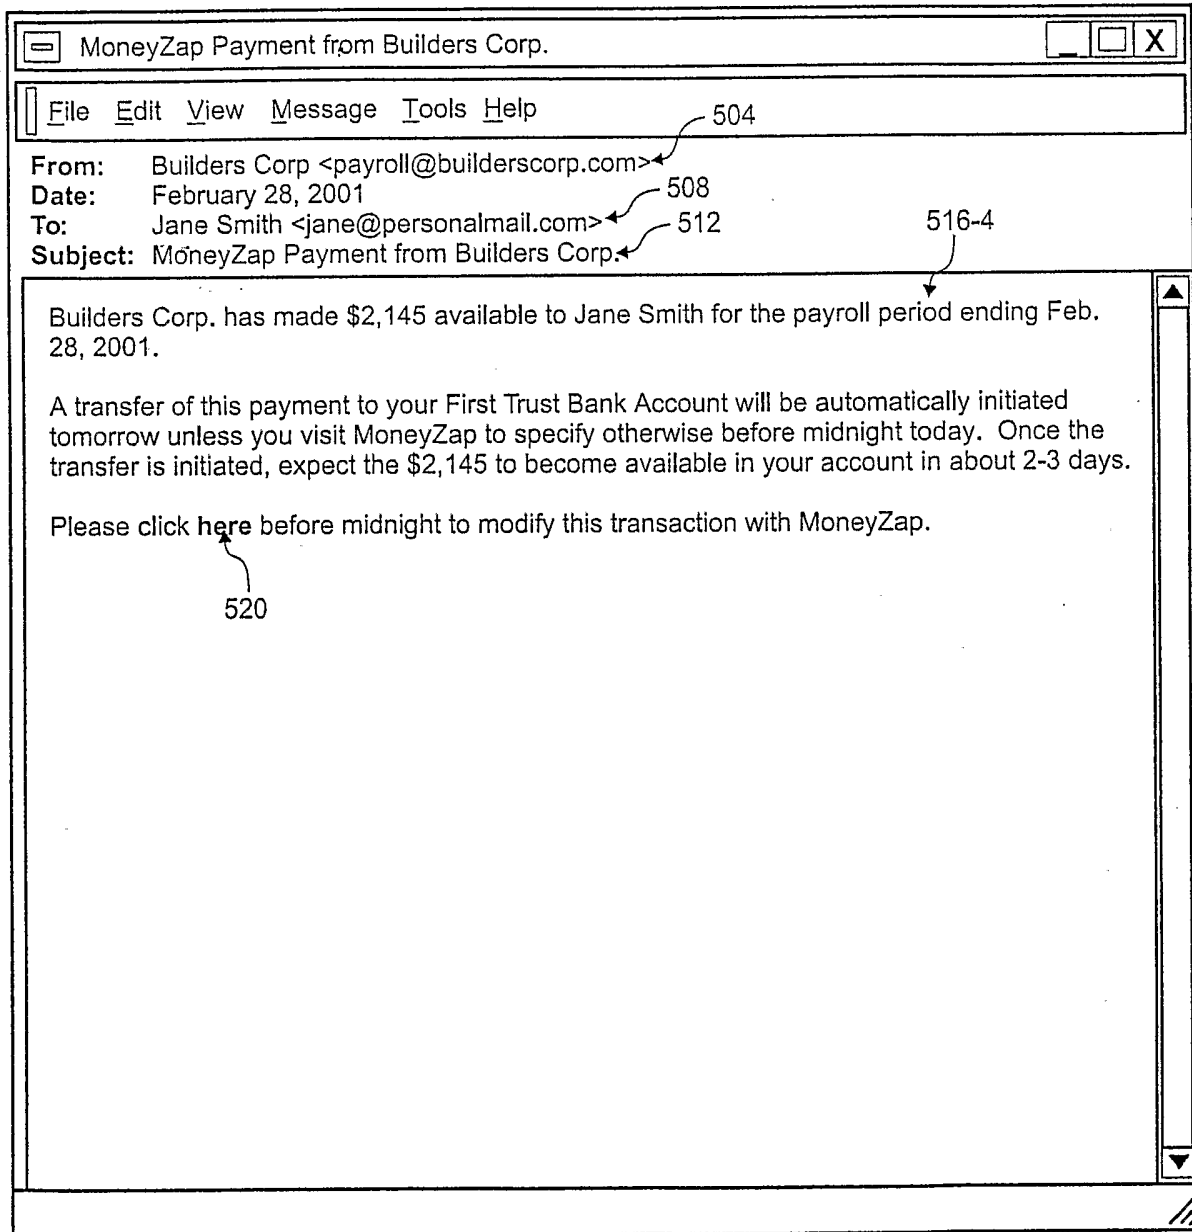 MoneyZap Payment from Builders Corp.
X
File Edit View Message Tools Help
504
From: Builders Corp <payroll@builderscorp.com>
Date: February 28, 2001
508
To: Jane Smith <jane@personalmail.com>
512
516-4
Subject: MoneyZap Payment from Builders Corp.
Builders Corp. has made $2,145 available to Jane Smith for the payroll period ending Feb.
28, 2001.
A transfer of this payment to your First Trust Bank Account will be automatically initiated
tomorrow unless you visit MoneyZap to specify otherwise before midnight today. Once the
transfer is initiated, expect the $2,145 to become available in your account in about 2-3 days.
Please click here before midnight to modify this transaction with MoneyZap.
520